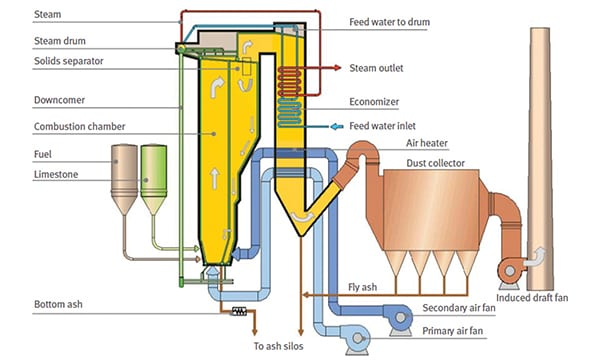 Steam
Feed water to drum
Steam drum
Solids separator
Steam outlet
Downcomer
Economizer
Combustion chamber
Feed water inlet
Air heater
Fuel
Dust collector
Limestone
Fly ash
Induced draft fan
Bottom ash
Secondary air fan
Primary air fan
To ash silos